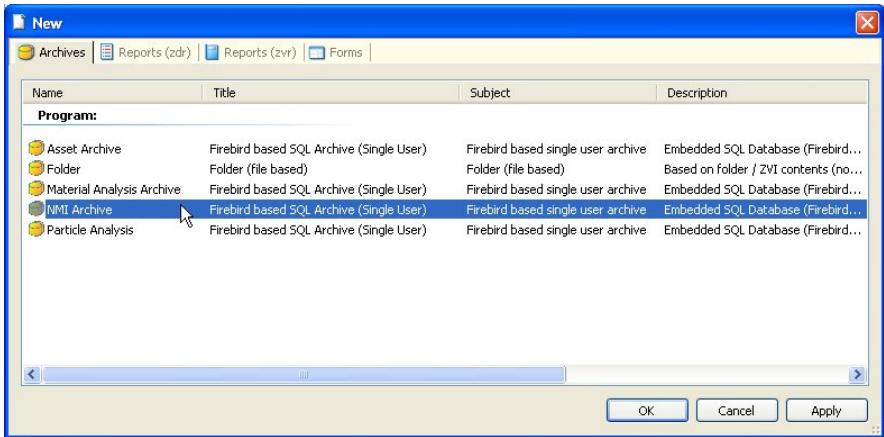 New
Archives Reports (zdr) Reports (zvr) Forms
Name Title Subject Description
Program:
Asset Archive Firebird based SQL Archive (Single User) Firebird based single user archive Embedded SQL Database (Firebird...
Folder Folder (file based) Folder (file based) Based on folder / ZVI contents (no...
Material Analysis Archive Firebird based SQL Archive (Single User) Firebird based single user archive Embedded SQL Database (Firebird...
NMI Archive Firebird based SQL Archive (Single User) Firebird based single user archive Embedded SQL Database (Firebird...
Particle Analysis Firebird based SQL Archive (Single User) Firebird based single user archive Embedded SQL Database (Firebird...
OK Cancel Apply